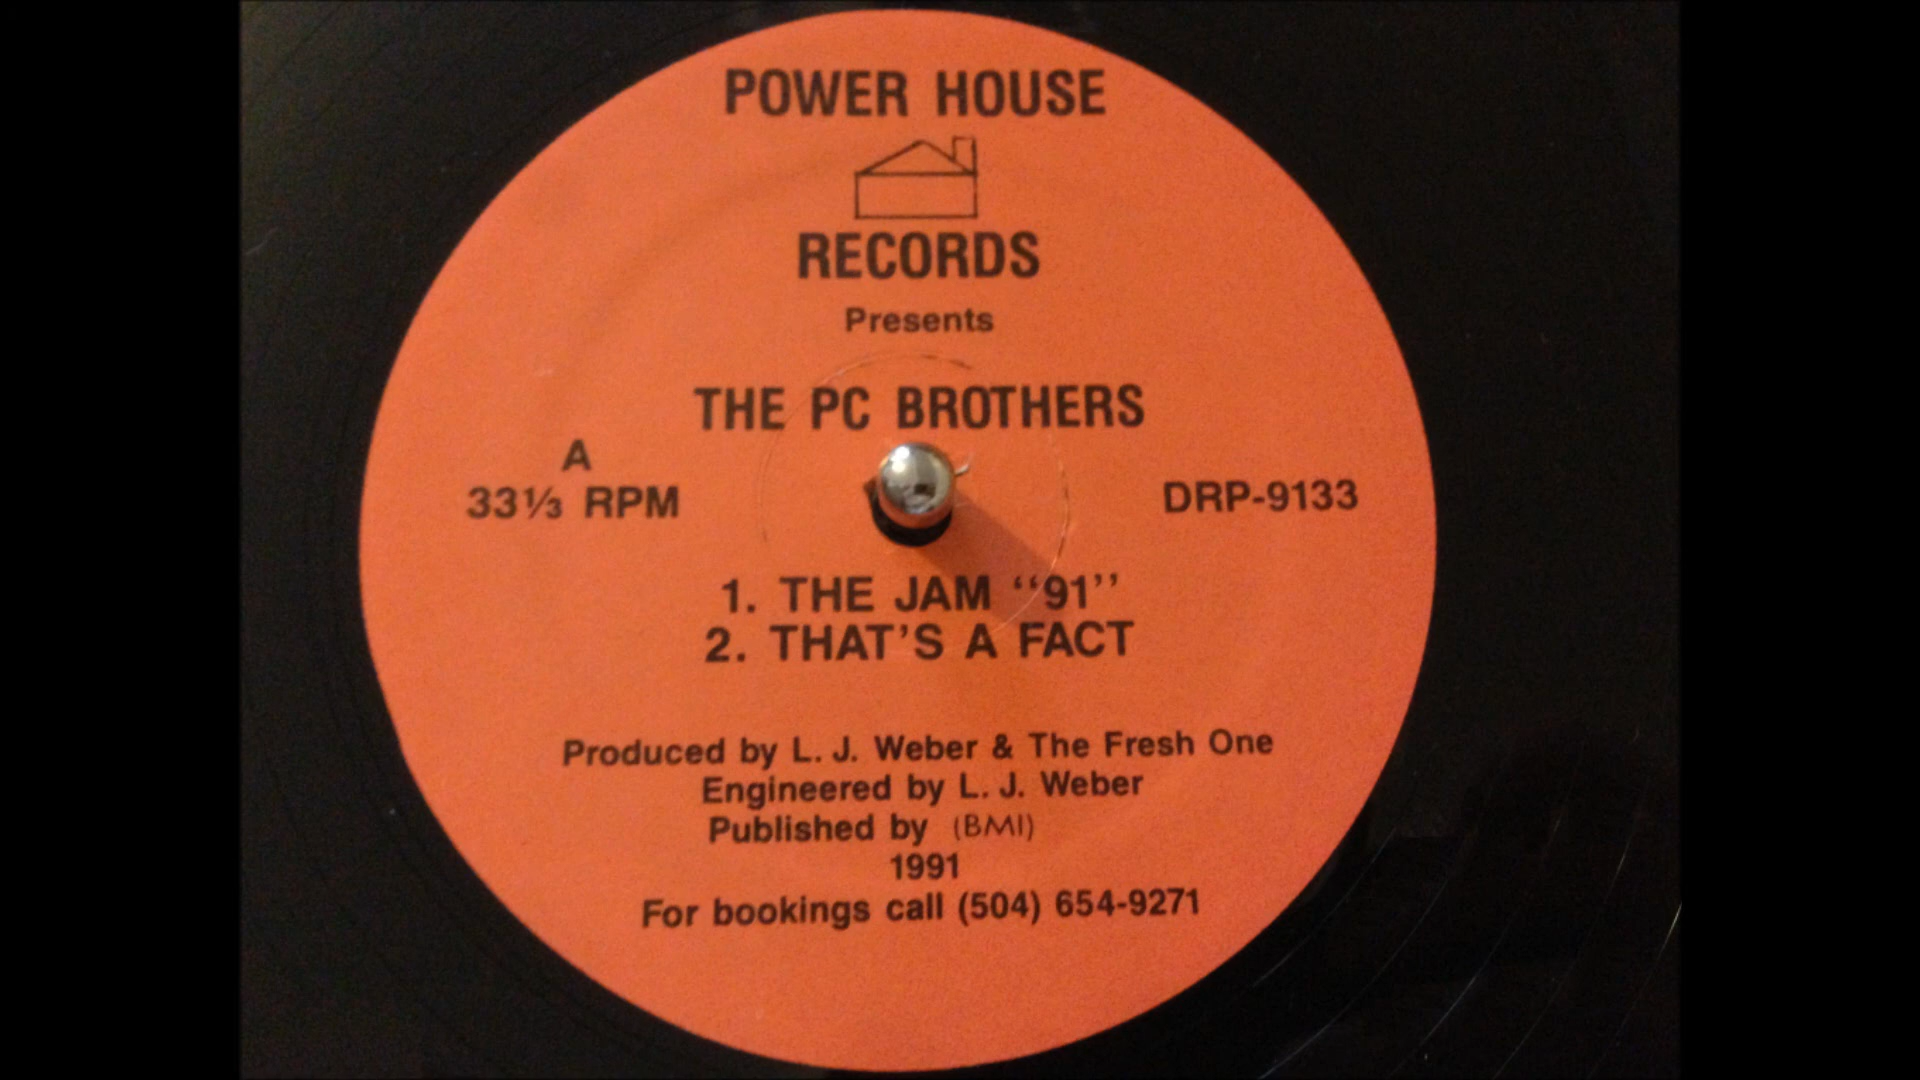 POWER HOUSE
RECORDS
Presents
THE PC BROTHERS
A
33⅓ RPM
DRP-9133
1. THE JAM “91”
2. THAT’S A FACT
Produced by L. J. Weber & The Fresh One
Engineered by L. J. Weber
Published by (BMI)
1991
For bookings call (504) 654-9271